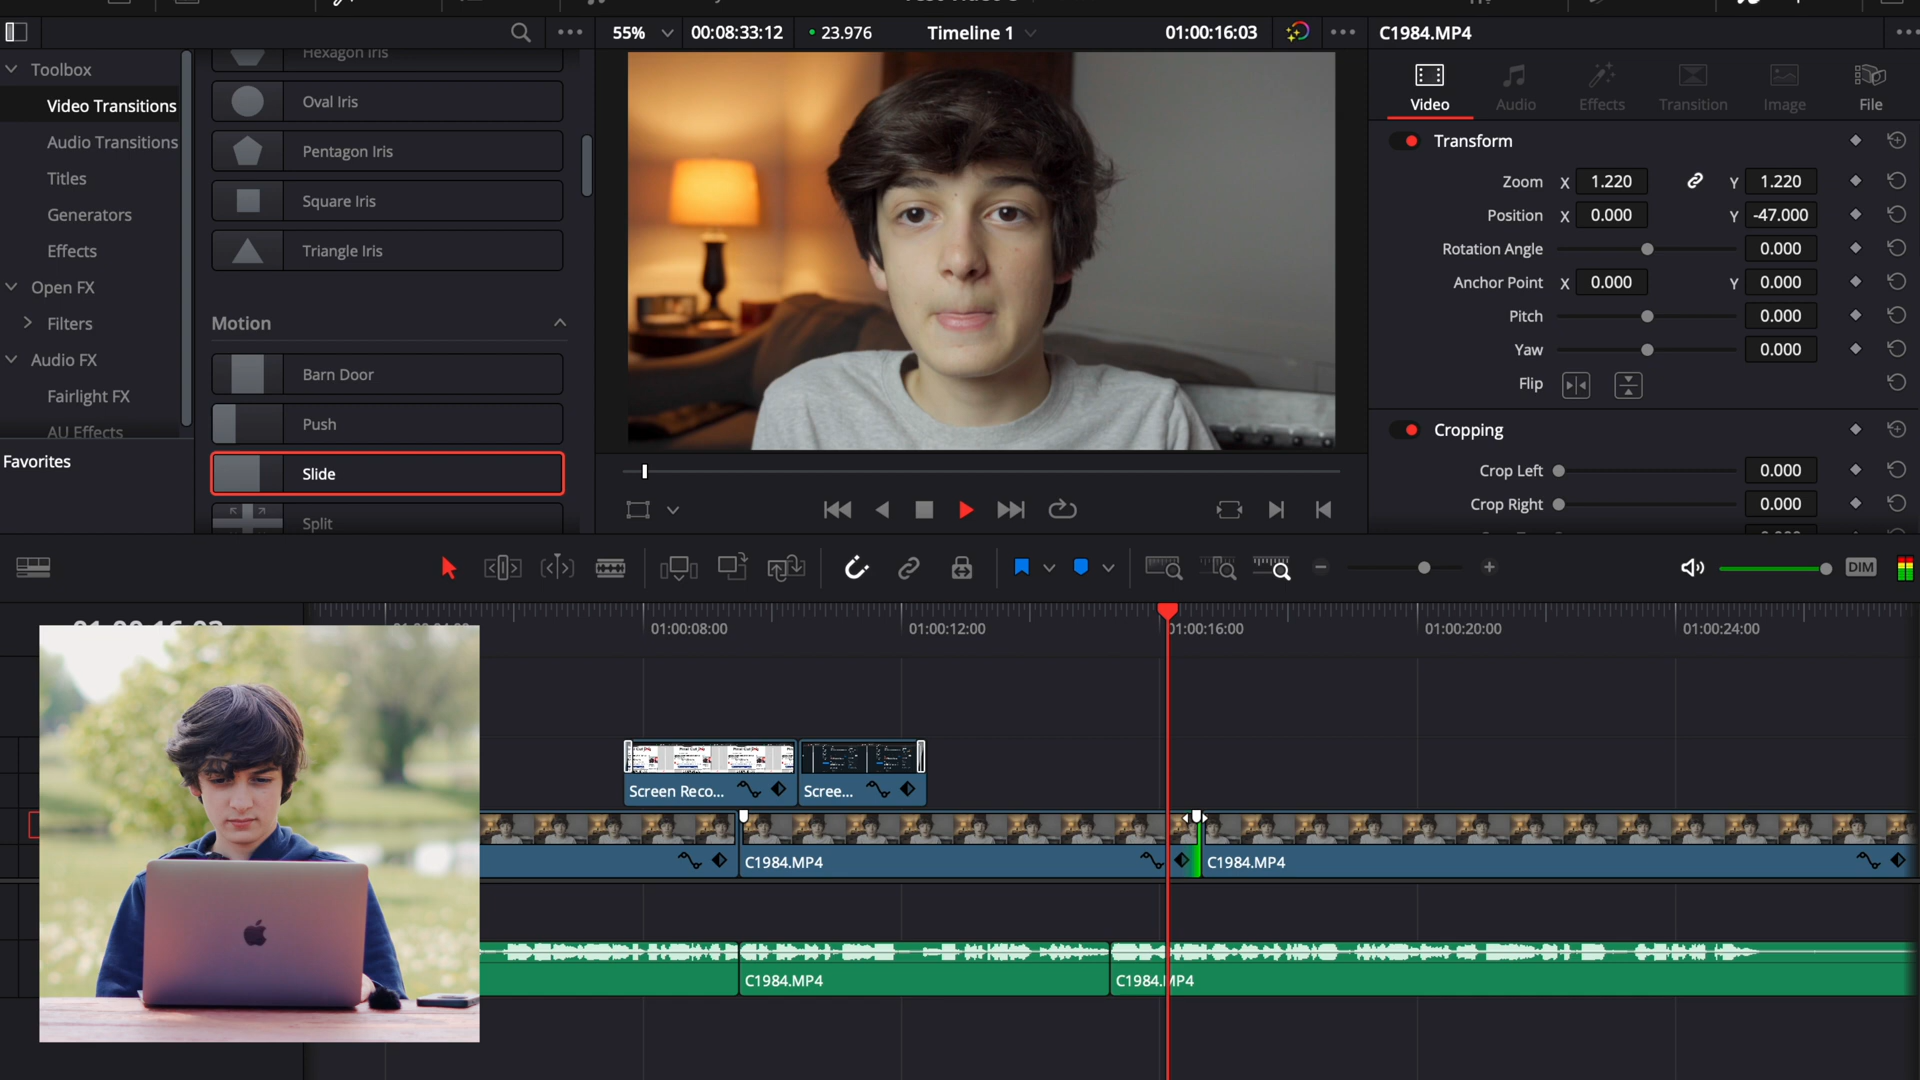 55%
00:08:33:12
23.976
Timeline 1
01:00:16:03
C1984.MP4
Toolbox
Video Transitions
Audio Transitions
Titles
Generators
Effects
Open FX
Filters
Audio FX
Fairlight FX
AU Effects
Favorites
Hexagon Iris
Oval Iris
Pentagon Iris
Square Iris
Triangle Iris
Motion
Barn Door
Push
Slide
Split
Video
Audio
Effects
Transition
Image
File
Transform
Zoom X 1.220 Y 1.220
Position X 0.000 Y -47.000
Rotation Angle 0.000
Anchor Point X 0.000 Y 0.000
Pitch 0.000
Yaw 0.000
Flip
Cropping
Crop Left 0.000
Crop Right 0.000
DIM
01:00:16:03
01:00:08:00
01:00:12:00
01:00:16:00
01:00:20:00
01:00:24:00
Screen Reco...
Scree...
C1984.MP4
C1984.MP4
C1984.MP4
C1984.MP4